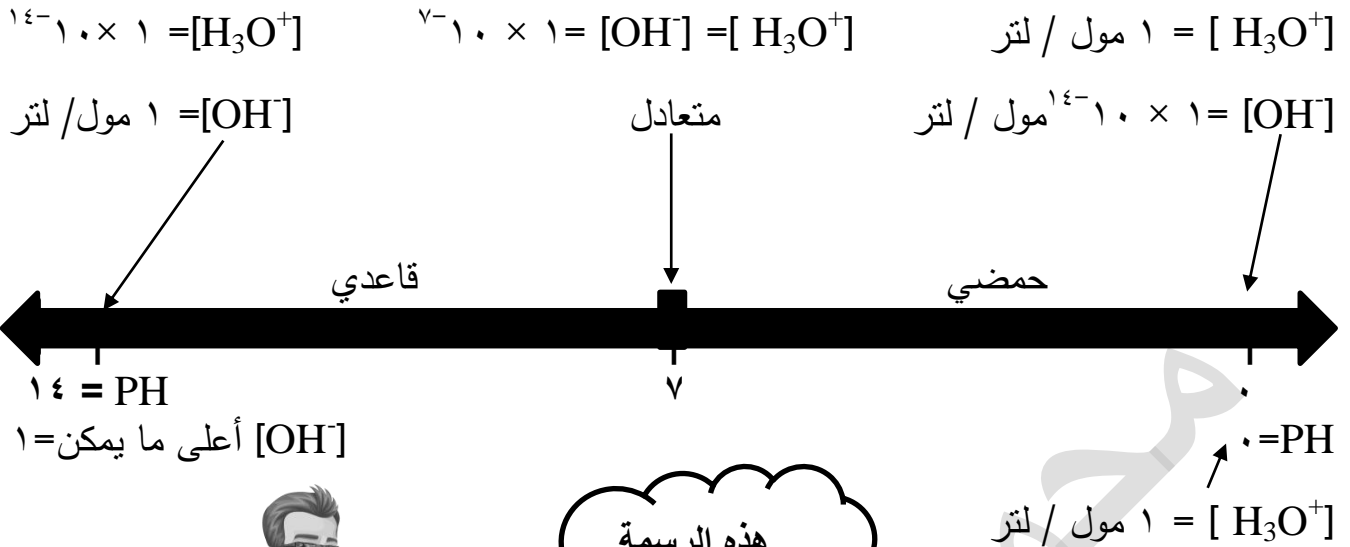 [H₃O⁺] = ١ مول / لتر
[OH⁻] = ١ × ١٠⁻¹⁴ مول / لتر
[H₃O⁺] = [OH⁻] = ١ × ١٠⁻⁷
متعادل
[H₃O⁺] = ١ × ١٠⁻¹⁴
[OH⁻] = ١ مول / لتر
حمضي
قاعدي
٠
٧
PH = ١٤
PH=٠
[OH⁻] أعلى ما يمكن=١
[H₃O⁺] = ١ مول / لتر
هذه الرسمة